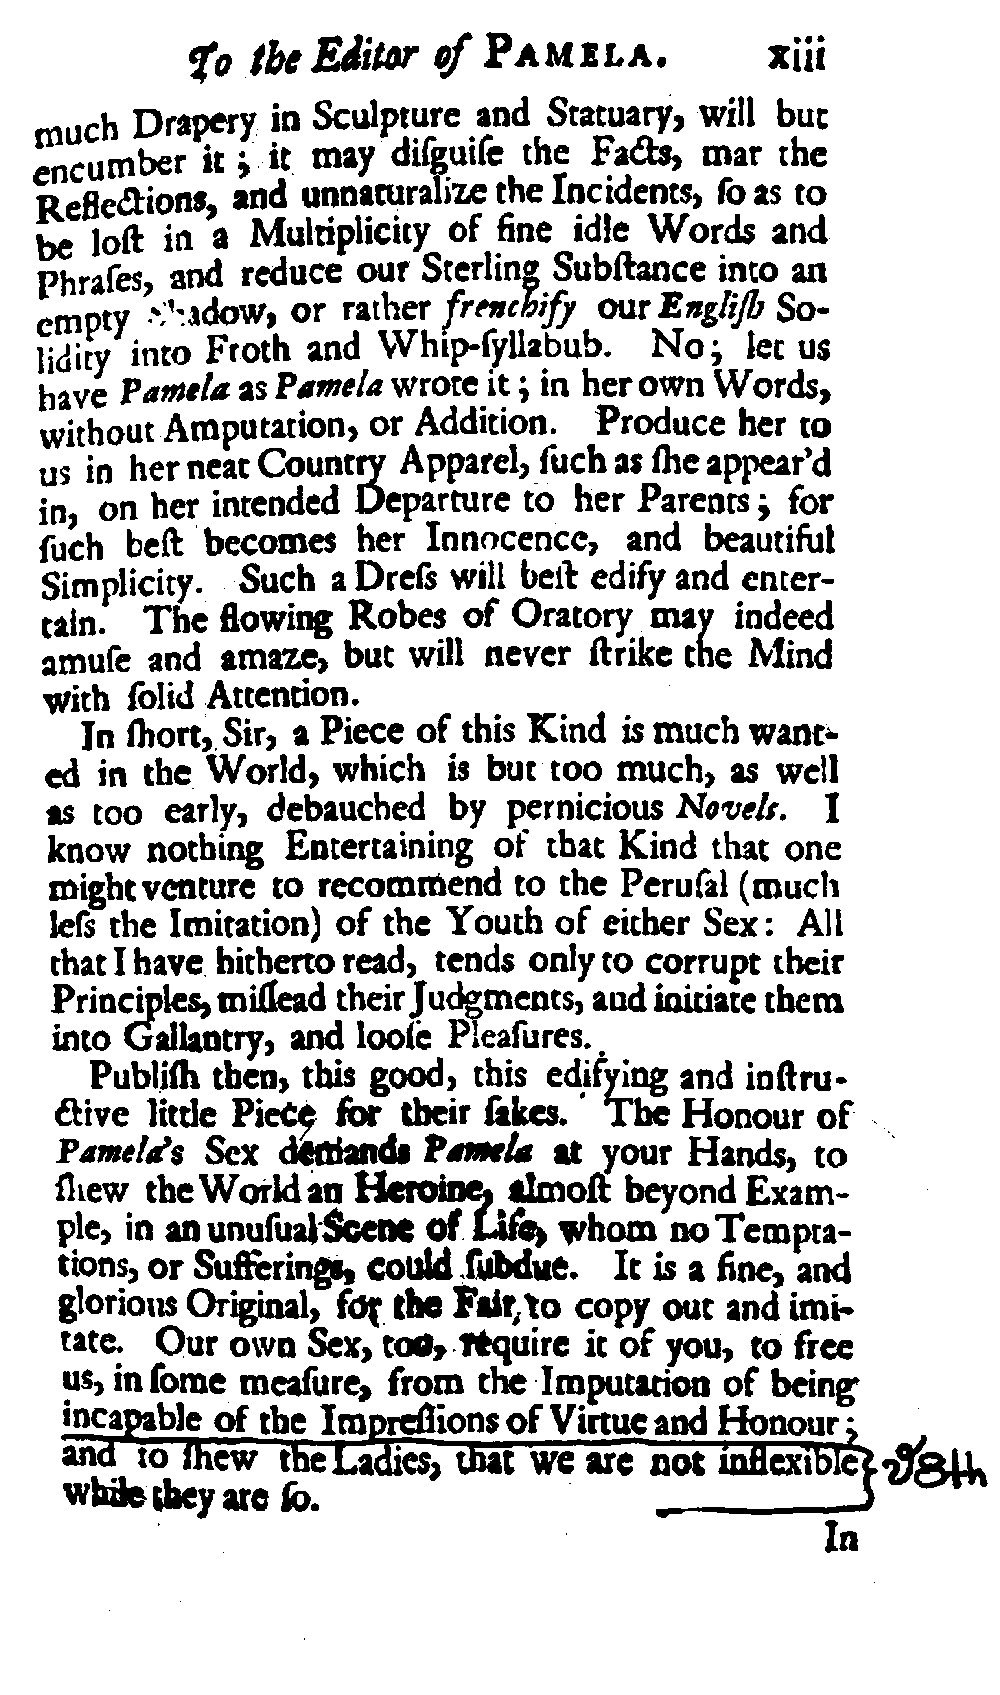 To the Editor of PAMELA. xiii
much Drapery in Sculpture and Statuary, will but
encumber it; it may diſguiſe the Facts, mar the
Reflections, and unnaturalize the Incidents, ſo as to
be loſt in a Multiplicity of fine idle Words and
Phraſes, and reduce our Sterling Subſtance into an
empty Shadow, or rather frenchify our Engliſh So-
lidity into Froth and Whip-ſyllabub. No; let us
have Pamela as Pamela wrote it; in her own Words,
without Amputation, or Addition. Produce her to
us in her neat Country Apparel, ſuch as ſhe appear'd
in, on her intended Departure to her Parents; for
ſuch beſt becomes her Innocence, and beautiful
Simplicity. Such a Dreſs will beſt edify and enter-
tain. The flowing Robes of Oratory may indeed
amuſe and amaze, but will never ſtrike the Mind
with ſolid Attention.
In ſhort, Sir, a Piece of this Kind is much want-
ed in the World, which is but too much, as well
as too early, debauched by pernicious Novels. I
know nothing Entertaining of that Kind that one
might venture to recommend to the Peruſal (much
leſs the Imitation) of the Youth of either Sex: All
that I have hitherto read, tends only to corrupt their
Principles, miſlead their Judgments, and initiate them
into Gallantry, and looſe Pleaſures.
Publiſh then, this good, this edifying and inſtru-
ctive little Piece for their ſakes. The Honour of
Pamela's Sex demands Pamela at your Hands, to
ſhew the World an Heroine, almoſt beyond Exam-
ple, in an unuſual Scene of Life, whom no Tempta-
tions, or Sufferings, could ſubdue. It is a fine, and
glorious Original, for the Fair, to copy out and imi-
tate. Our own Sex, too, require it of you, to free
us, in ſome meaſure, from the Imputation of being
incapable of the Impreſſions of Virtue and Honour;
and to ſhew the Ladies, that we are not inflexible
while they are ſo.
In